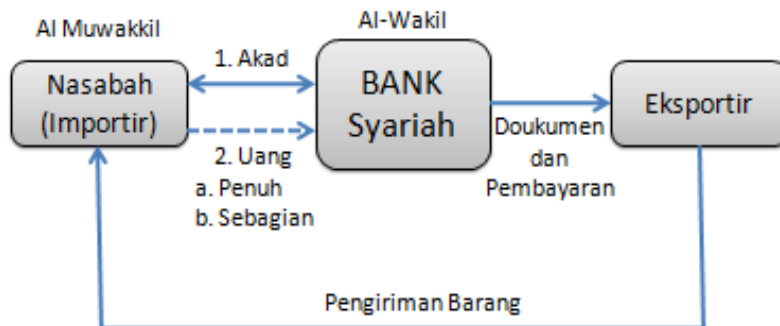 Al Muwakkil
Al-Wakil
Nasabah
(Importir)
1. Akad
2. Uang
a. Penuh
b. Sebagian
BANK
Syariah
Doukumen
dan
Pembayaran
Eksportir
Pengiriman Barang